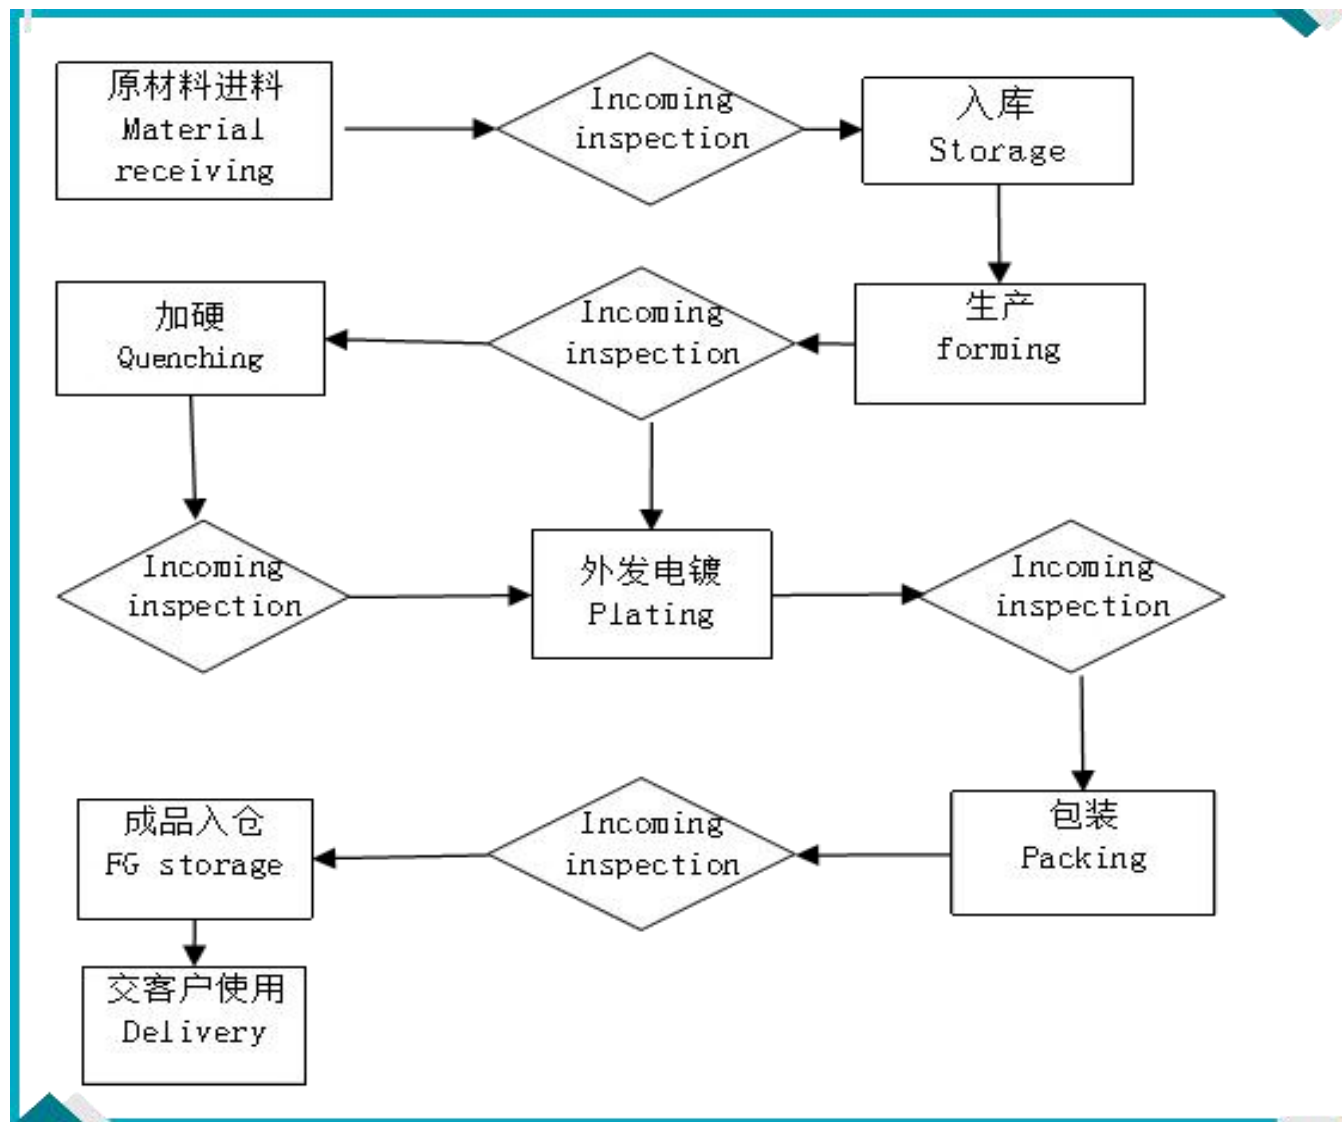 原材料进料
Material
receiving
Incoming
inspection
入库
Storage
生产
forming
Incoming
inspection
加硬
Quenching
Incoming
inspection
外发电镀
Plating
Incoming
inspection
包装
Packing
Incoming
inspection
成品入仓
FG storage
交客户使用
Delivery